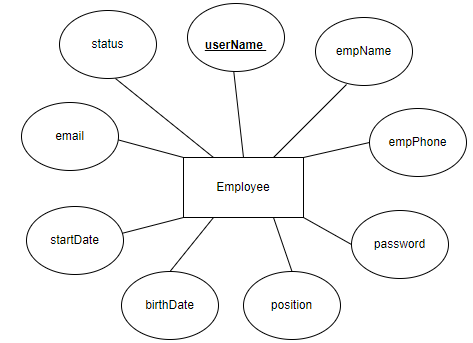 status
userName
empName
email
empPhone
Employee
startDate
password
birthDate
position